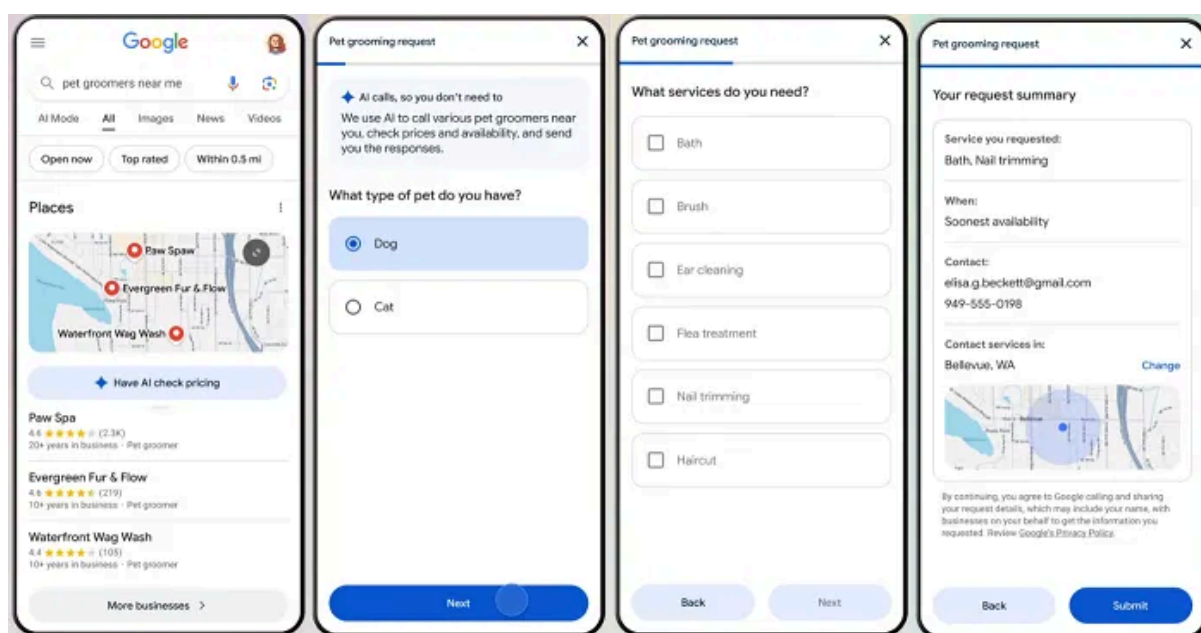 Google
pet groomers near me
AI Mode All Images News Videos
Open now Top rated Within 0.5 mi
Places
Paw Spaw
Evergreen Fur & Flow
Waterfront Wag Wash
Have AI check pricing
Paw Spa
4.6 (2.3K)
20+ years in business · Pet groomer
Evergreen Fur & Flow
4.6 (219)
10+ years in business · Pet groomer
Waterfront Wag Wash
4.4 (105)
10+ years in business · Pet groomer
More businesses >
Pet grooming request
AI calls, so you don't need to
We use AI to call various pet groomers near
you, check prices and availability, and send
you the responses.
What type of pet do you have?
Dog
Cat
Next
Pet grooming request
What services do you need?
Bath
Brush
Ear cleaning
Flea treatment
Nail trimming
Haircut
Back Next
Pet grooming request
Your request summary
Service you requested:
Bath, Nail trimming
When:
Soonest availability
Contact:
elisa.g.beckett@gmail.com
949-555-0198
Contact services in:
Bellevue, WA Change
Bellevue
By continuing, you agree to Google calling and sharing
your request details, which may include your name, with
businesses on your behalf to get the information you
requested. Review Google's Privacy Policy.
Back Submit